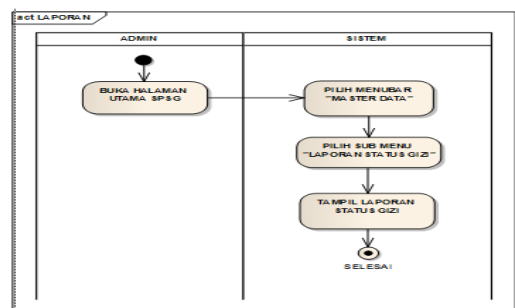 act LAPORAN
ADMIN
SISTEM
BUKA HALAMAN
UTAMA SPSG
PILIH MENUBAR
"MASTER DATA"
PILIH SUB MENU
"LAPORAN STATUS GIZI"
TAMPIL LAPORAN
STATUS GIZI
SELESAI